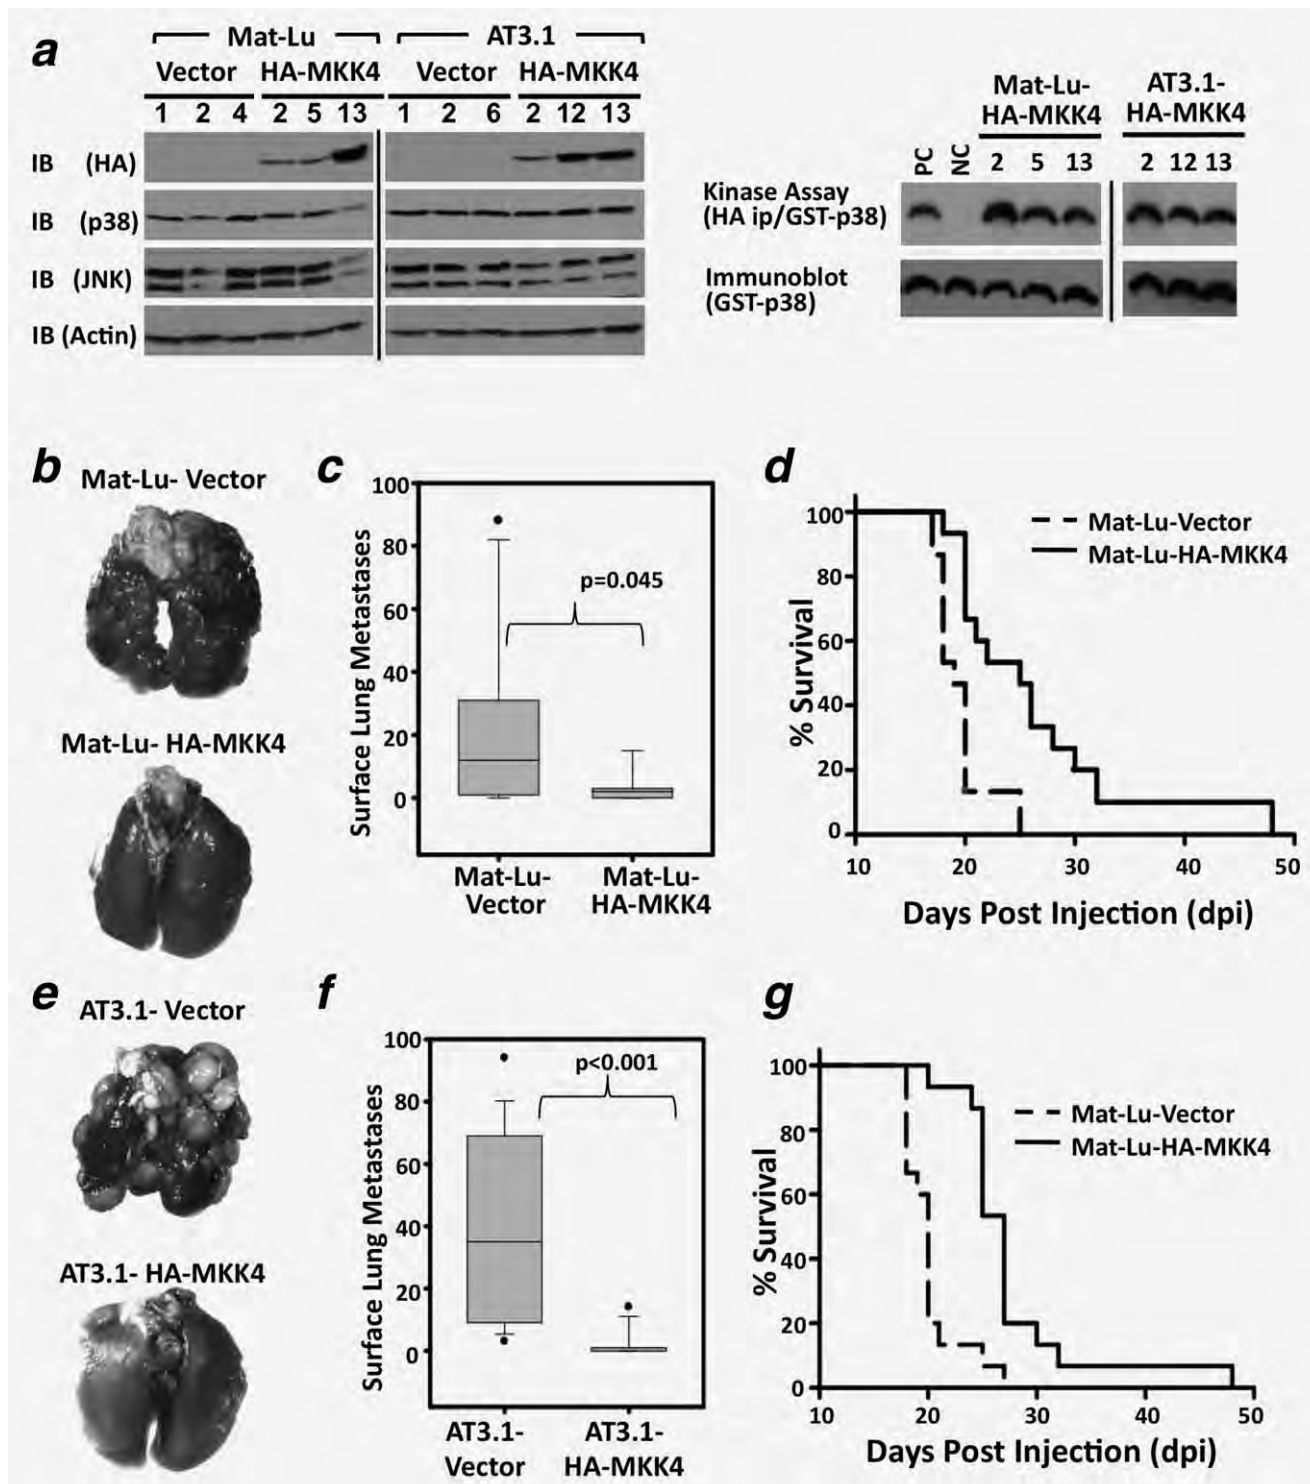 a
Mat-Lu AT3.1
Vector HA-MKK4 Vector HA-MKK4
1 2 4 2 5 13 1 2 6 2 12 13
IB (HA)
IB (p38)
IB (JNK)
IB (Actin)
Mat-Lu- AT3.1-
HA-MKK4 HA-MKK4
PC NC 2 5 13 2 12 13
Kinase Assay
(HA ip/GST-p38)
Immunoblot
(GST-p38)
b
Mat-Lu- Vector
Mat-Lu- HA-MKK4
c
Surface Lung Metastases
100
80
60
40
20
0
p=0.045
Mat-Lu- Mat-Lu-
Vector HA-MKK4
d
% Survival
100
80
60
40
20
0
Mat-Lu-Vector
Mat-Lu-HA-MKK4
10 20 30 40 50
Days Post Injection (dpi)
e
AT3.1- Vector
AT3.1- HA-MKK4
f
Surface Lung Metastases
100
80
60
40
20
0
p<0.001
AT3.1- AT3.1-
Vector HA-MKK4
g
% Survival
100
80
60
40
20
0
Mat-Lu-Vector
Mat-Lu-HA-MKK4
10 20 30 40 50
Days Post Injection (dpi)